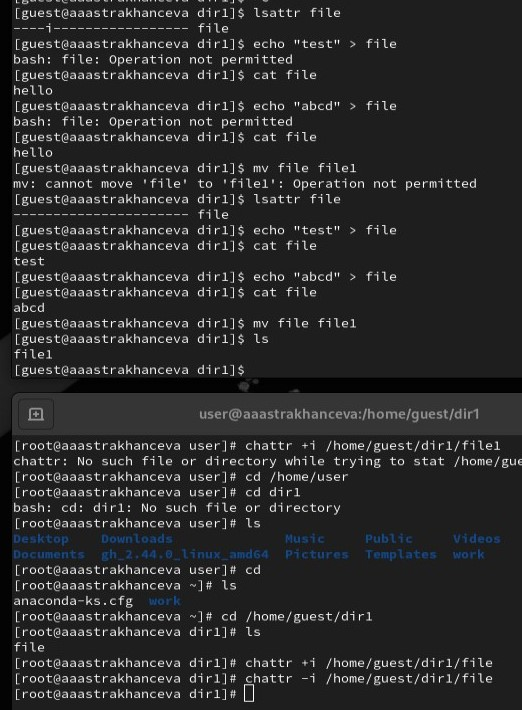 [guest@aaastrakhanceva dir1]$ lsattr file
----i----------------- file
[guest@aaastrakhanceva dir1]$ echo "test" > file
bash: file: Operation not permitted
[guest@aaastrakhanceva dir1]$ cat file
hello
[guest@aaastrakhanceva dir1]$ echo "abcd" > file
bash: file: Operation not permitted
[guest@aaastrakhanceva dir1]$ cat file
hello
[guest@aaastrakhanceva dir1]$ mv file file1
mv: cannot move 'file' to 'file1': Operation not permitted
[guest@aaastrakhanceva dir1]$ lsattr file
---------------------- file
[guest@aaastrakhanceva dir1]$ echo "test" > file
[guest@aaastrakhanceva dir1]$ cat file
test
[guest@aaastrakhanceva dir1]$ echo "abcd" > file
[guest@aaastrakhanceva dir1]$ cat file
abcd
[guest@aaastrakhanceva dir1]$ mv file file1
[guest@aaastrakhanceva dir1]$ ls
file1
[guest@aaastrakhanceva dir1]$
user@aaastrakhanceva:/home/guest/dir1
[root@aaastrakhanceva user]# chattr +i /home/guest/dir1/file1
chattr: No such file or directory while trying to stat /home/gue
[root@aaastrakhanceva user]# cd /home/user
[root@aaastrakhanceva user]# cd dir1
bash: cd: dir1: No such file or directory
[root@aaastrakhanceva user]# ls
Desktop    Downloads              Music     Public     Videos
Documents  gh_2.44.0_linux_amd64  Pictures  Templates  work
[root@aaastrakhanceva user]# cd
[root@aaastrakhanceva ~]# ls
anaconda-ks.cfg  work
[root@aaastrakhanceva ~]# cd /home/guest/dir1
[root@aaastrakhanceva dir1]# ls
file
[root@aaastrakhanceva dir1]# chattr +i /home/guest/dir1/file
[root@aaastrakhanceva dir1]# chattr -i /home/guest/dir1/file
[root@aaastrakhanceva dir1]#